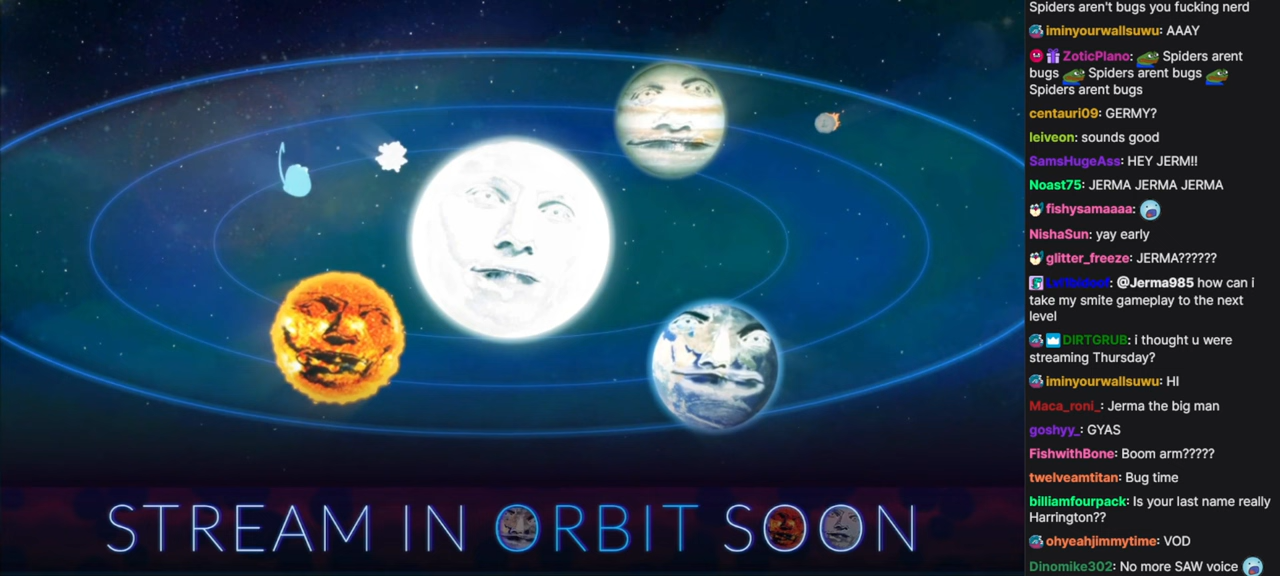 STREAM IN ORBIT SOON
Spiders aren't bugs you fucking nerd
iminyourwallsuwu: AAAY
ZoticPlano: Spiders arent
bugs Spiders arent bugs
Spiders arent bugs
centauri09: GERMY?
leiveon: sounds good
SamsHugeAss: HEY JERM!!
Noast75: JERMA JERMA JERMA
fishysamaaaa:
NishaSun: yay early
glitter_freeze: JERMA??????
: @Jerma985 how can i
take my smite gameplay to the next
level
DIRTGRUB: i thought u were
streaming Thursday?
iminyourwallsuwu: HI
Maca_roni_: Jerma the big man
goshyy_: GYAS
FishwithBone: Boom arm?????
twelveamtitan: Bug time
billiamfourpack: Is your last name really
Harrington??
ohyeahjimmytime: VOD
Dinomike302: No more SAW voice